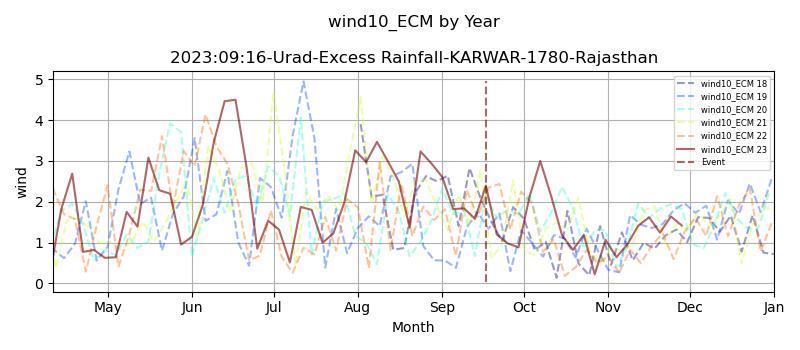 wind10_ECM by Year
2023:09:16-Urad-Excess Rainfall-KARWAR-1780-Rajasthan
wind
5
4
3
2
1
0
wind10_ECM 18
wind10_ECM 19
wind10_ECM 20
wind10_ECM 21
wind10_ECM 22
wind10_ECM 23
Event
May Jun Jul Aug Sep Oct Nov Dec Jan
Month